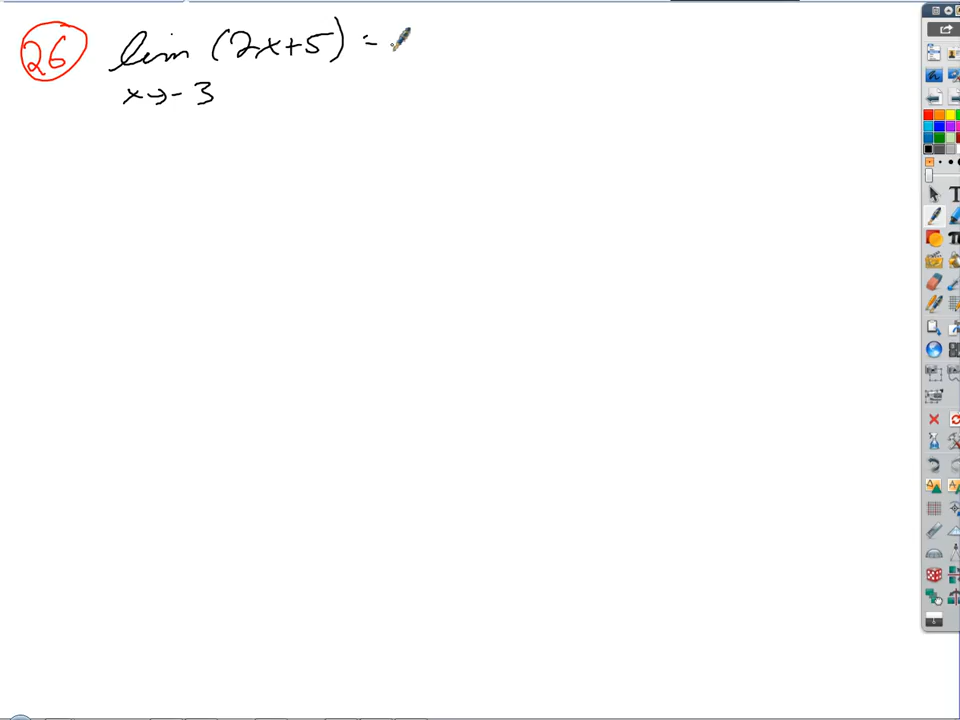 26 lim (2x+5) =
x→-3